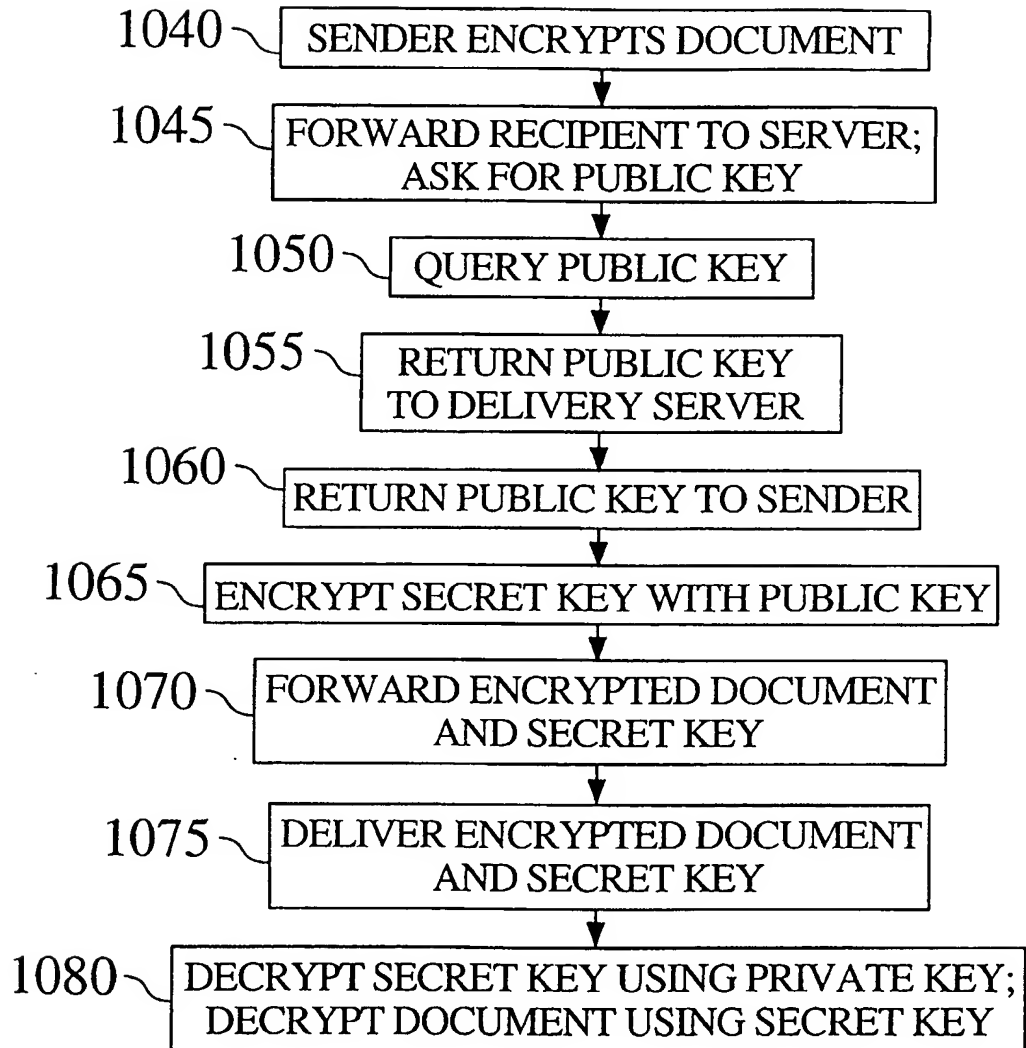 1040 SENDER ENCRYPTS DOCUMENT
1045 FORWARD RECIPIENT TO SERVER;
ASK FOR PUBLIC KEY
1050 QUERY PUBLIC KEY
1055 RETURN PUBLIC KEY
TO DELIVERY SERVER
1060 RETURN PUBLIC KEY TO SENDER
1065 ENCRYPT SECRET KEY WITH PUBLIC KEY
1070 FORWARD ENCRYPTED DOCUMENT
AND SECRET KEY
1075 DELIVER ENCRYPTED DOCUMENT
AND SECRET KEY
1080 DECRYPT SECRET KEY USING PRIVATE KEY;
DECRYPT DOCUMENT USING SECRET KEY